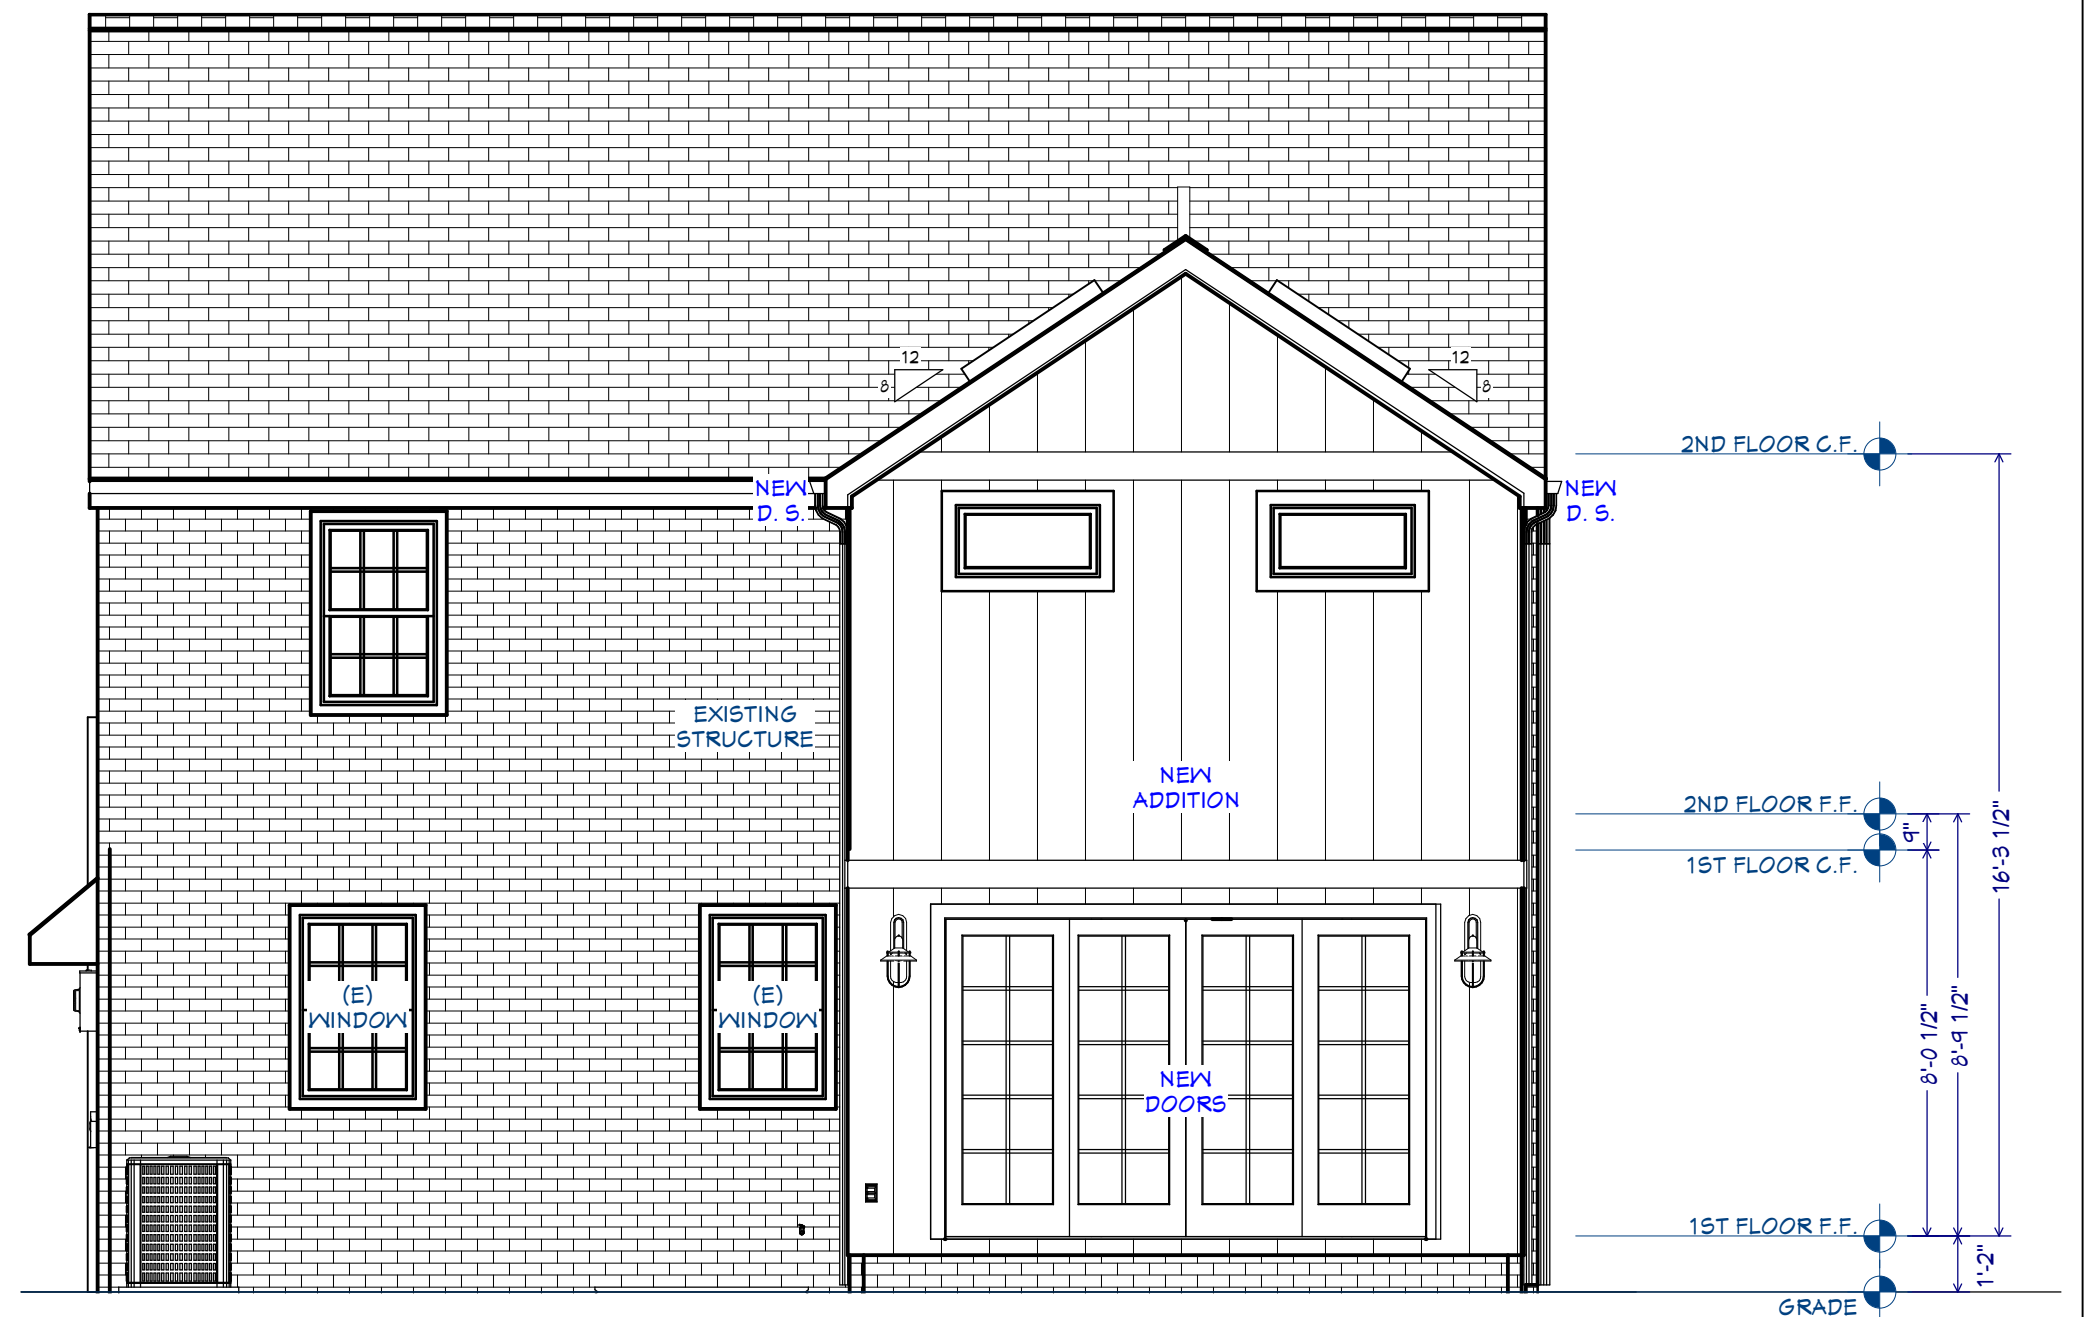 12
8
12
8
2ND FLOOR C.F.
NEW
D. S.
NEW
D. S.
EXISTING
STRUCTURE
NEW
ADDITION
2ND FLOOR F.F.
9"
1ST FLOOR C.F.
16'-3 1/2"
(E)
WINDOW
(E)
WINDOW
8'-0 1/2"
8'-9 1/2"
NEW
DOORS
1ST FLOOR F.F.
1'-2"
GRADE